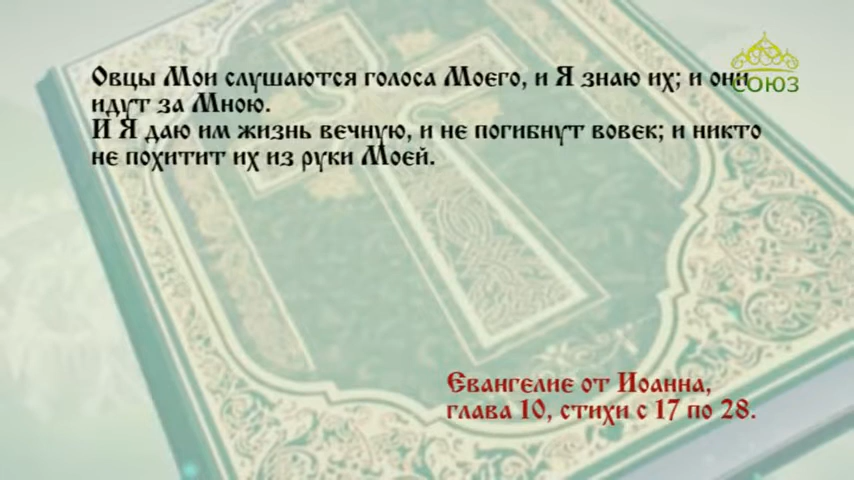 Овцы Мои слушаются голоса Моего, и Я знаю их; и они
идут за Мною.
И Я даю им жизнь вечную, и не погибнут вовек; и никто
не похитит их из руки Моей.
СОЮЗ
Евангелие от Иоанна,
глава 10, стихи с 17 по 28.